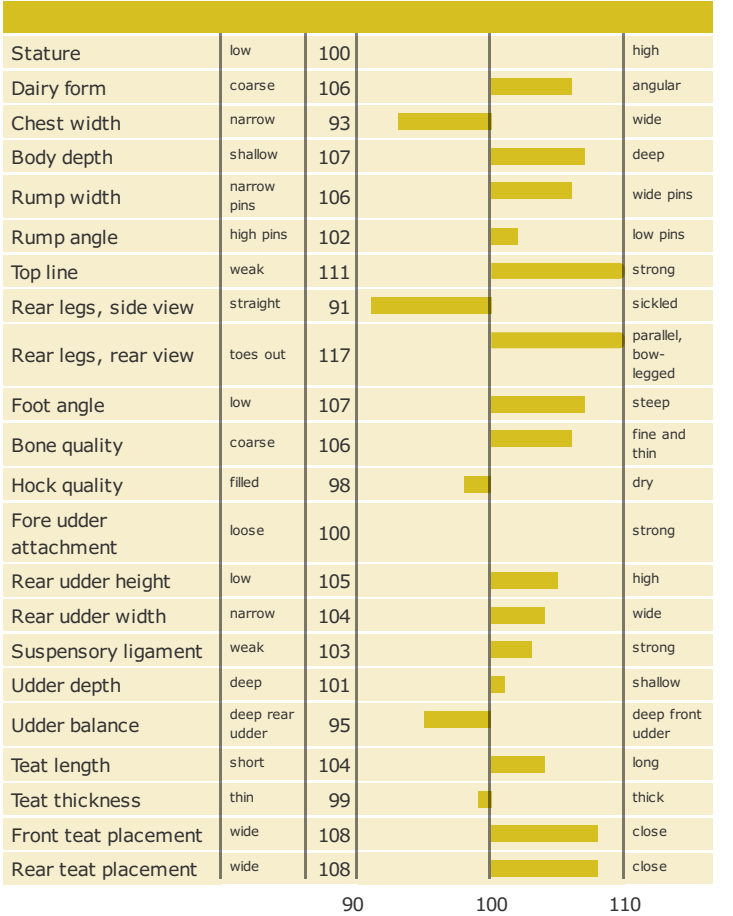 Stature low 100 high
Dairy form coarse 106 angular
Chest width narrow 93 wide
Body depth shallow 107 deep
Rump width narrow pins 106 wide pins
Rump angle high pins 102 low pins
Top line weak 111 strong
Rear legs, side view straight 91 sickled
Rear legs, rear view toes out 117 parallel, bow-legged
Foot angle low 107 steep
Bone quality coarse 106 fine and thin
Hock quality filled 98 dry
Fore udder attachment loose 100 strong
Rear udder height low 105 high
Rear udder width narrow 104 wide
Suspensory ligament weak 103 strong
Udder depth deep 101 shallow
Udder balance deep rear udder 95 deep front udder
Teat length short 104 long
Teat thickness thin 99 thick
Front teat placement wide 108 close
Rear teat placement wide 108 close
90 100 110